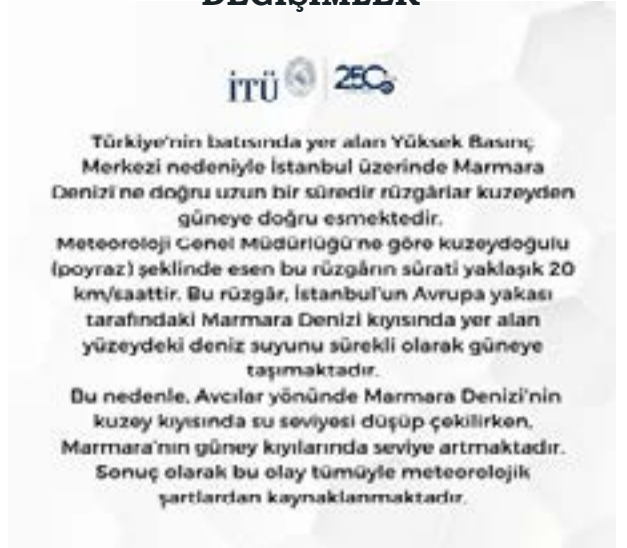 DEĞİŞİMLER
İTÜ 250
Türkiye'nin batısında yer alan Yüksek Basınç
Merkezi nedeniyle İstanbul üzerinde Marmara
Denizi'ne doğru uzun bir süredir rüzgârlar kuzeyden
güneye doğru esmektedir.
Meteoroloji Genel Müdürlüğü'ne göre kuzeydoğulu
(poyraz) şeklinde esen bu rüzgârın sürati yaklaşık 20
km/saattir. Bu rüzgâr, İstanbul'un Avrupa yakası
tarafındaki Marmara Denizi kıyısında yer alan
yüzeydeki deniz suyunu sürekli olarak güneye
taşımaktadır.
Bu nedenle, Avcılar yönünde Marmara Denizi'nin
kuzey kıyısında su seviyesi düşüp çekilirken,
Marmara'nın güney kıyılarında seviye artmaktadır.
Sonuç olarak bu olay tümüyle meteorolojik
şartlardan kaynaklanmaktadır.